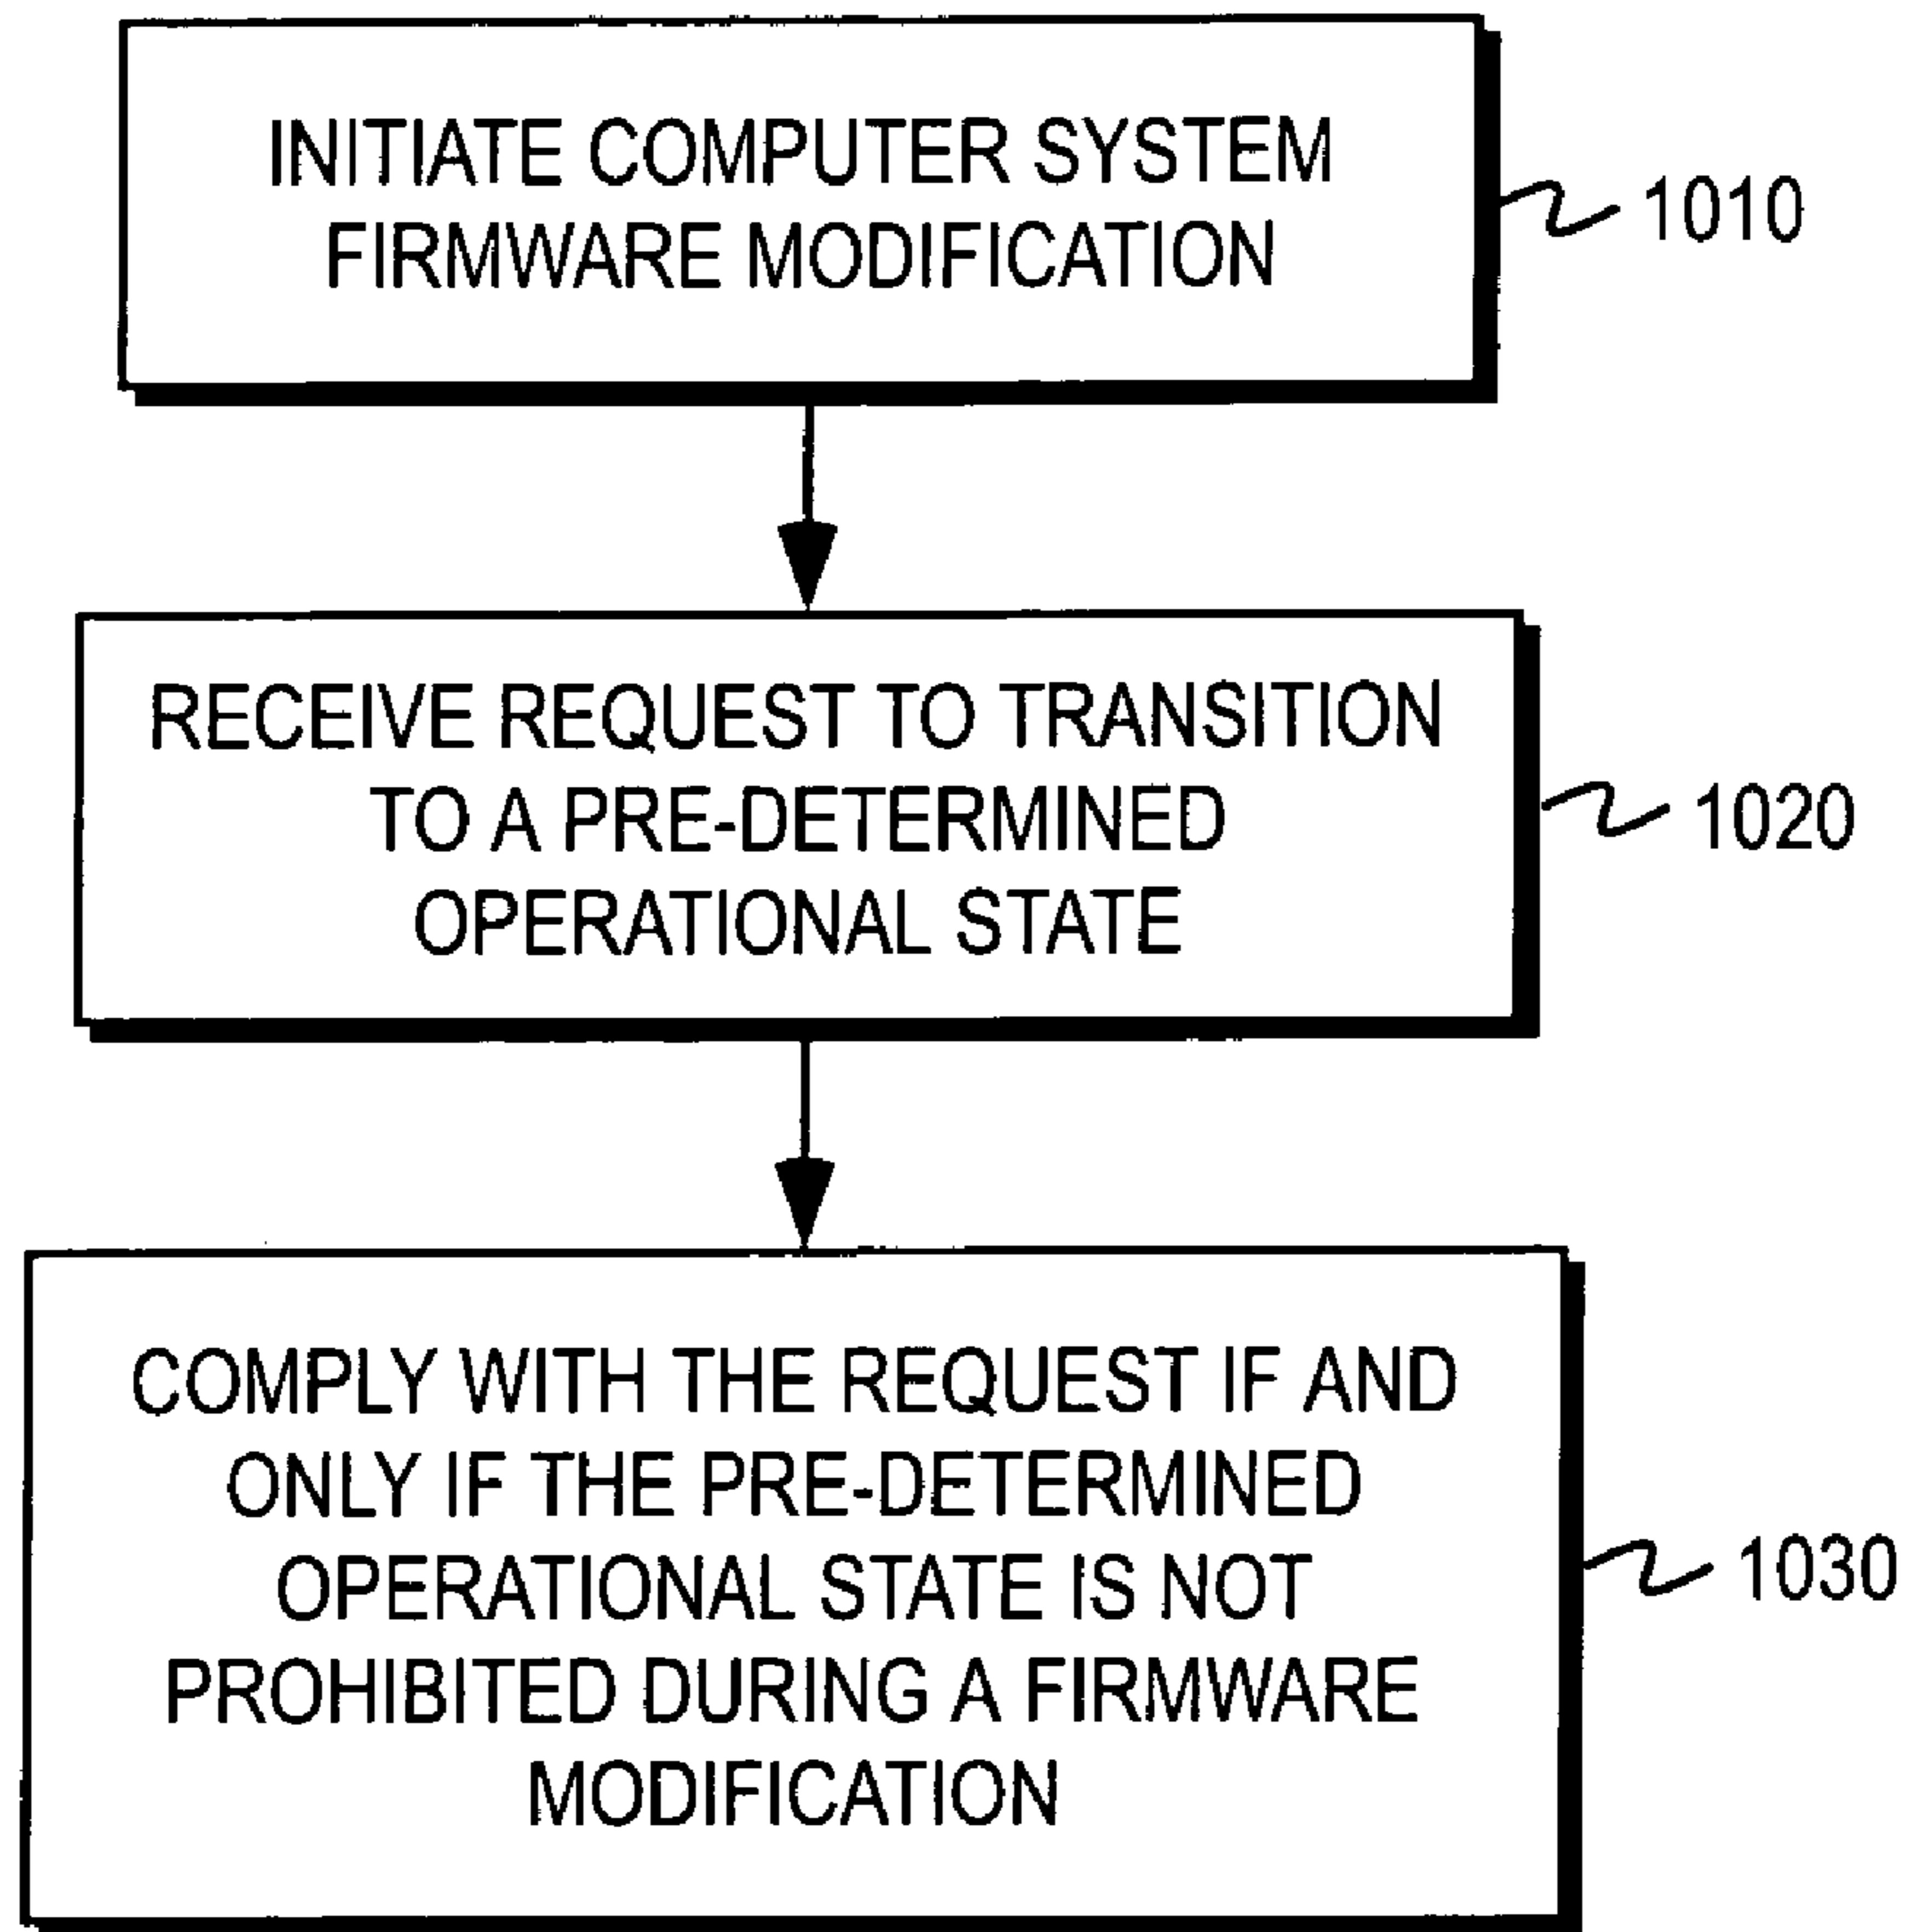 INITIATE COMPUTER SYSTEM
FIRMWARE MODIFICATION
1010
RECEIVE REQUEST TO TRANSITION
TO A PRE-DETERMINED
OPERATIONAL STATE
1020
COMPLY WITH THE REQUEST IF AND
ONLY IF THE PRE-DETERMINED
OPERATIONAL STATE IS NOT
PROHIBITED DURING A FIRMWARE
MODIFICATION
1030